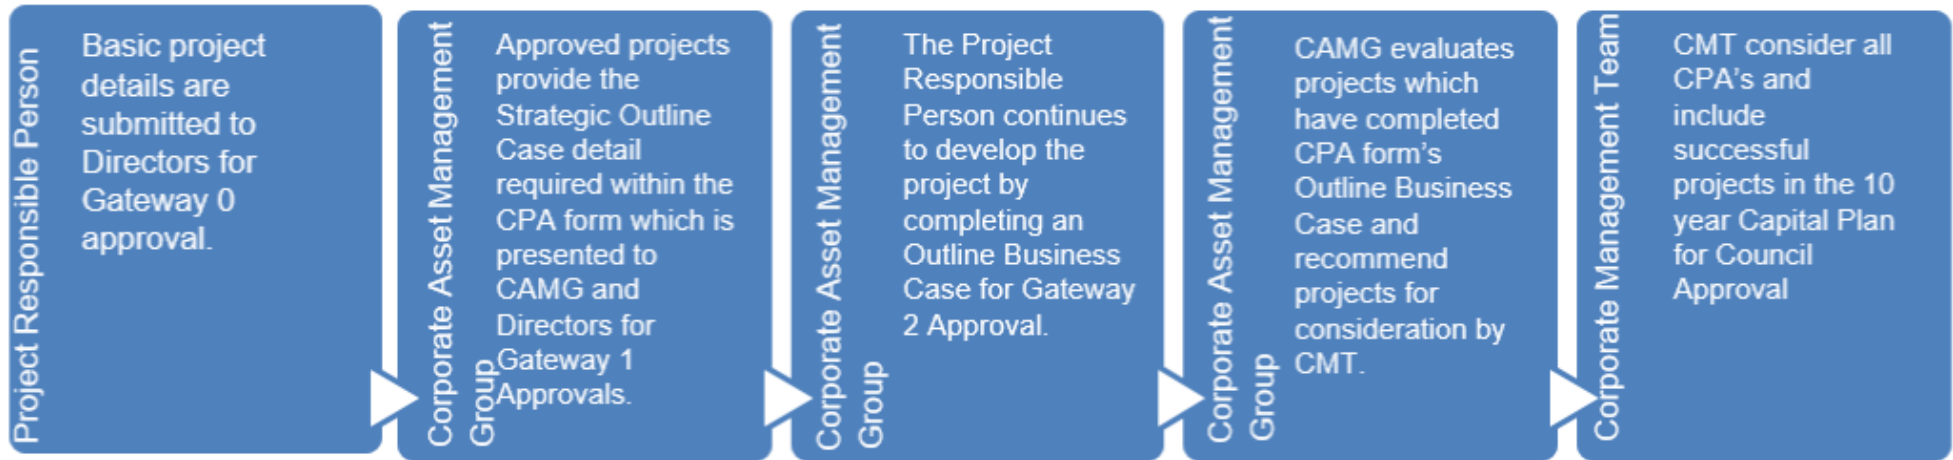 Project Responsible Person
Basic project
details are
submitted to
Directors for
Gateway 0
approval.
Corporate Asset Management
Group
Approved projects
provide the
Strategic Outline
Case detail
required within the
CPA form which is
presented to
CAMG and
Directors for
Gateway 1
Approvals.
Corporate Asset Management
Group
The Project
Responsible
Person continues
to develop the
project by
completing an
Outline Business
Case for Gateway
2 Approval.
Corporate Asset Management
Group
CAMG evaluates
projects which
have completed
CPA form's
Outline Business
Case and
recommend
projects for
consideration by
CMT.
Corporate Management Team
CMT consider all
CPA's and
include
successful
projects in the 10
year Capital Plan
for Council
Approval